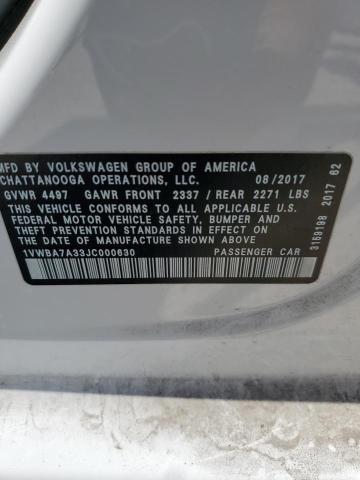 MFD BY VOLKSWAGEN GROUP OF AMERICA
CHATTANOOGA OPERATIONS, LLC. 08/2017
GVWR 4497 GAWR FRONT 2337/REAR 2271 LBS
THIS VEHICLE CONFORMS TO ALL APPLICABLE U.S.
FEDERAL MOTOR VEHICLE SAFETY, BUMPER AND
THEFT PREVENTION STANDARDS IN EFFECT ON
THE DATE OF MANUFACTURE SHOWN ABOVE.
1VWBA7A33JC000630 PASSENGER CAR
3159198 2017 62